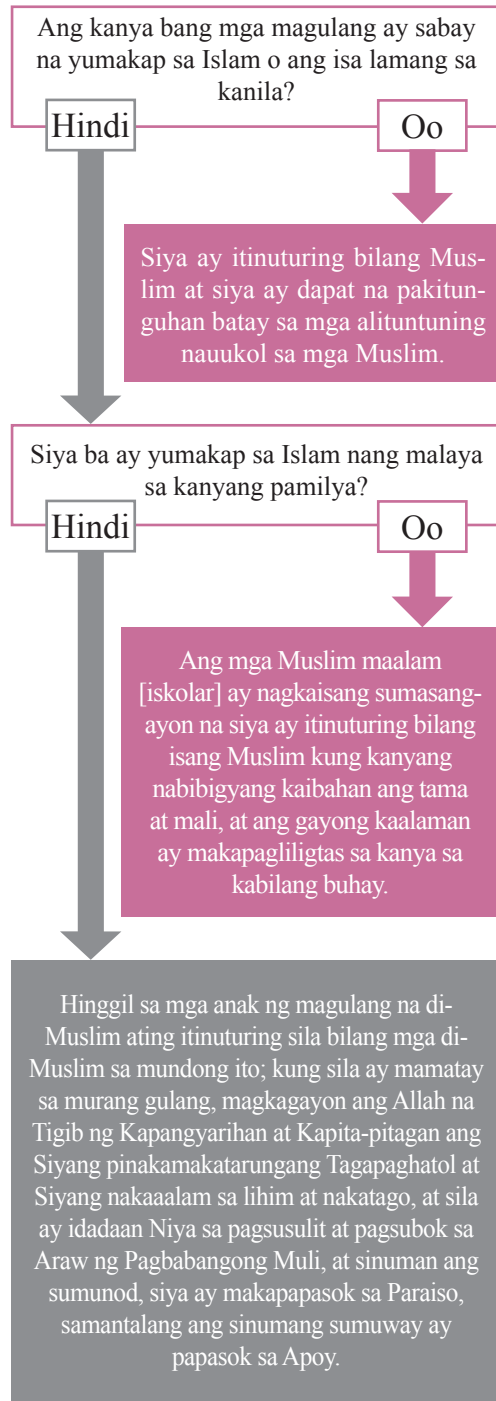 Ang kanya bang mga magulang ay sabay
na yumakap sa Islam o ang isa lamang sa
kanila?
Hindi
Oo
Siya ay itinuturing bilang Mus-
lim at siya ay dapat na pakitun-
guhan batay sa mga alituntuning
nauukol sa mga Muslim.
Siya ba ay yumakap sa Islam nang malaya
sa kanyang pamilya?
Hindi
Oo
Ang mga Muslim maalam
[iskolar] ay nagkaisang sumasang-
ayon na siya ay itinuturing bilang
isang Muslim kung kanyang
nabibigyang kaibahan ang tama
at mali, at ang gayong kaalaman
ay makapagliligtas sa kanya sa
kabilang buhay.
Hinggil sa mga anak ng magulang na di-
Muslim ating itinuturing sila bilang mga di-
Muslim sa mundong ito; kung sila ay mamatay
sa murang gulang, magkagayon ang Allah na
Tigib ng Kapangyarihan at Kapita-pitagan ang
Siyang pinakamakatarungang Tagapaghatol at
Siyang nakaaalam sa lihim at nakatago, at sila
ay idadaan Niya sa pagsusulit at pagsubok sa
Araw ng Pagbabangong Muli, at sinuman ang
sumunod, siya ay makapapasok sa Paraiso,
samantalang ang sinumang sumuway ay
papasok sa Apoy.